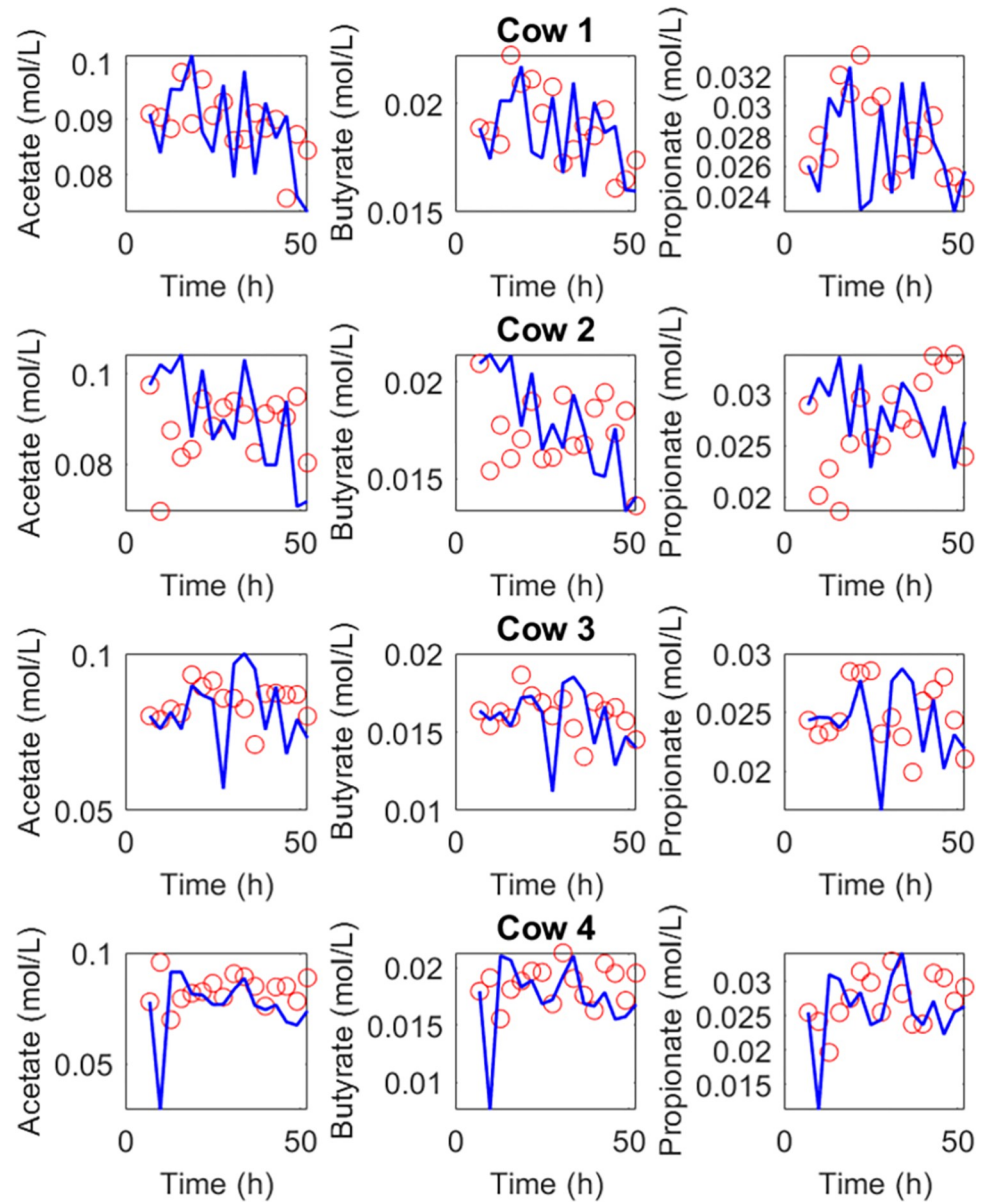 Cow 1
Acetate (mol/L)
0.1
0.09
0.08
0 50
Time (h)
Butyrate (mol/L)
0.02
0.015
0 50
Time (h)
Propionate (mol/L)
0.032
0.03
0.028
0.026
0.024
0 50
Time (h)
Cow 2
Acetate (mol/L)
0.1
0.08
0 50
Time (h)
Butyrate (mol/L)
0.02
0.015
0 50
Time (h)
Propionate (mol/L)
0.03
0.025
0.02
0 50
Time (h)
Cow 3
Acetate (mol/L)
0.1
0.05
0 50
Time (h)
Butyrate (mol/L)
0.02
0.015
0.01
0 50
Time (h)
Propionate (mol/L)
0.03
0.025
0.02
0 50
Time (h)
Cow 4
Acetate (mol/L)
0.1
0.05
0 50
Time (h)
Butyrate (mol/L)
0.02
0.015
0.01
0 50
Time (h)
Propionate (mol/L)
0.03
0.025
0.02
0.015
0 50
Time (h)